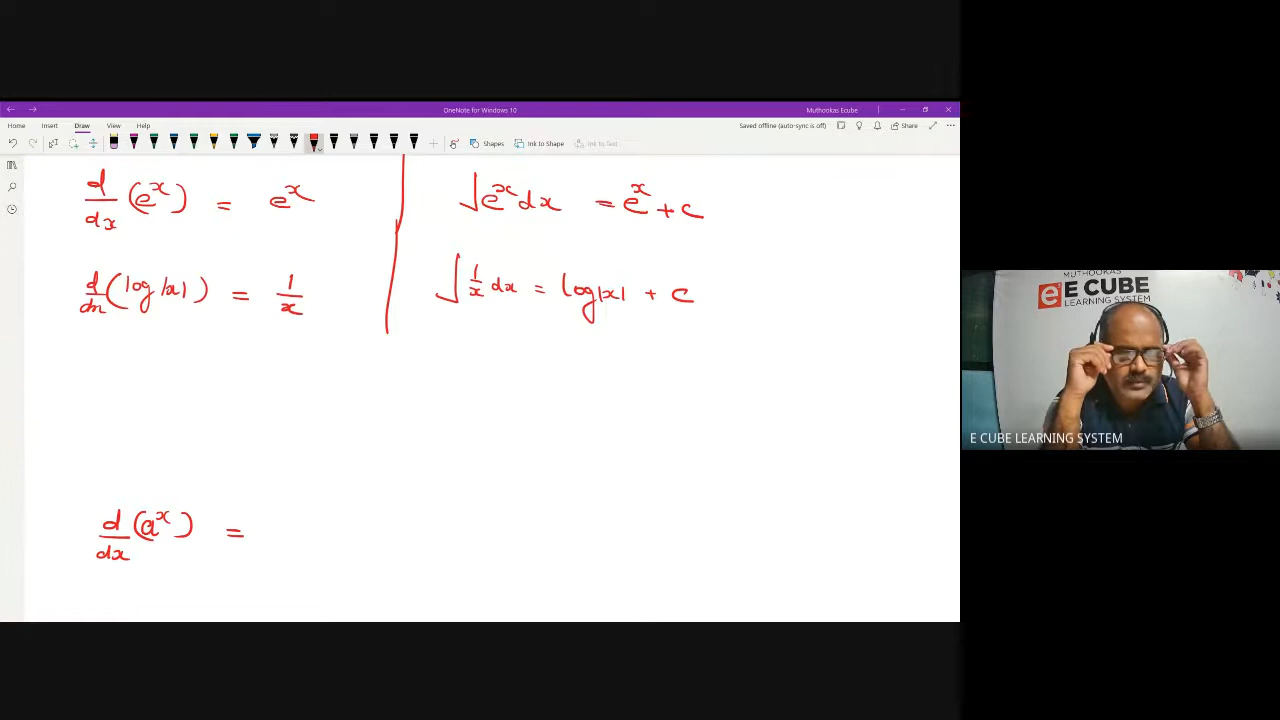 OneNote for Windows 10
Muthookas Ecube
Home Insert Draw View Help
Saved offline (auto-sync is off) Share
Shapes Ink to Shape Ink to Text
d/dx (e^x) = e^x
∫e^x dx = e^x + c
d/dx (log|x|) = 1/x
∫ 1/x dx = log|x| + c
d/dx (a^x) =
MUTHOOKAS
e³ E CUBE
LEARNING SYSTEM
E CUBE LEARNING SYSTEM